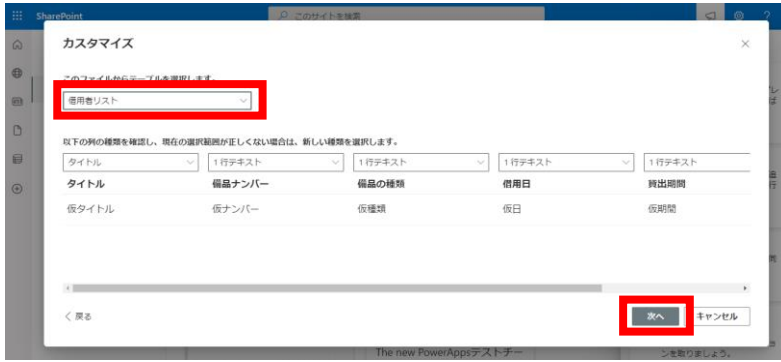 SharePoint
このサイトを検索
カスタマイズ
このファイルからテーブルを選択します。
借用者リスト
以下の列の種類を確認し、現在の選択範囲が正しくない場合は、新しい種類を選択します。
タイトル 1 行テキスト 1 行テキスト 1 行テキスト 1 行テキスト
タイトル 備品ナンバー 備品の種類 借用日 貸出期間
仮タイトル 仮ナンバー 仮種類 仮日 仮期間
戻る
次へ キャンセル
The new PowerAppsテストチー
ンを取りましょう。